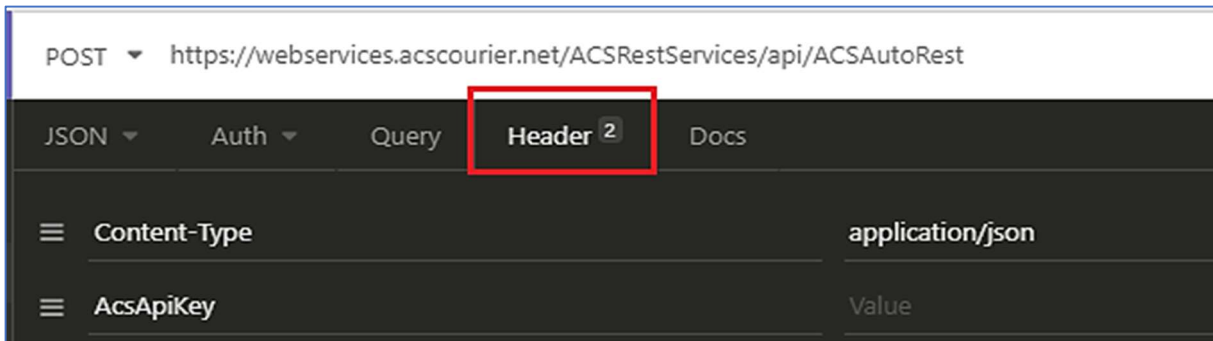 POST https://webservices.acscourier.net/ACSRestServices/api/ACSAutoRest
JSON Auth Query Header 2 Docs
Content-Type application/json
AcsApiKey Value